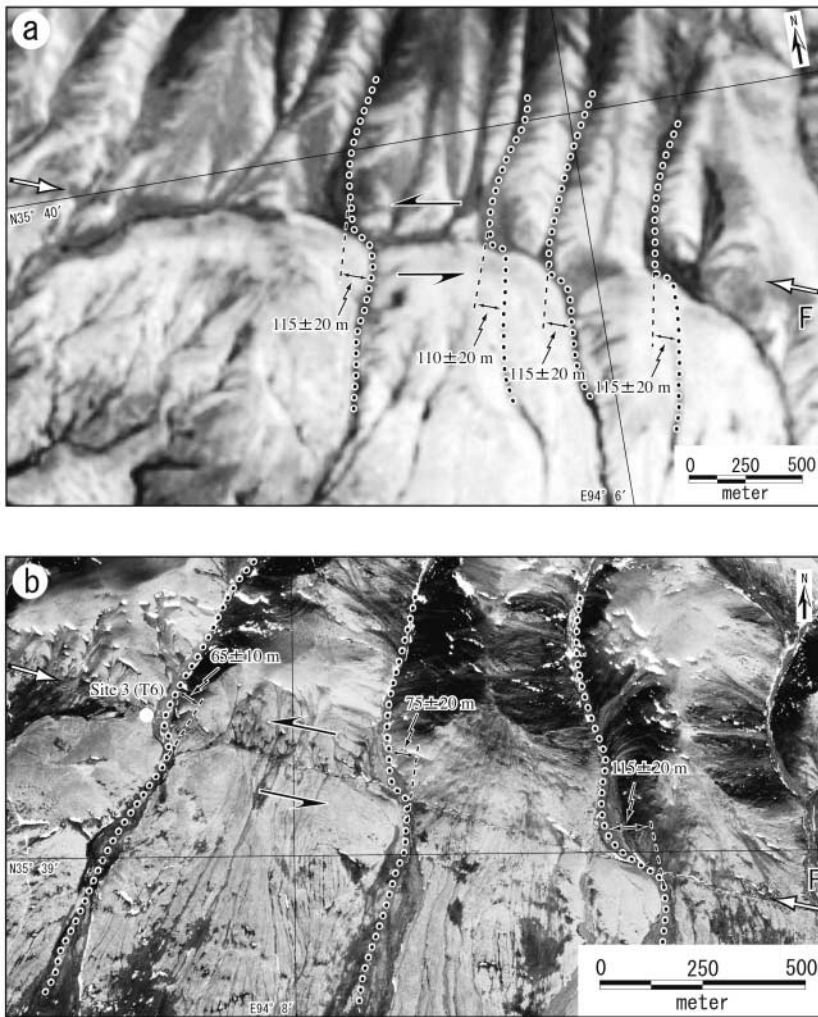 a
N
N35° 40′
115±20 m
110±20 m
115±20 m
115±20 m
F
0 250 500
meter
E94° 6′
b
N
65±10 m
Site 3 (T6)
75±20 m
115±20 m
N35° 39′
F
E94° 8′
0 250 500
meter